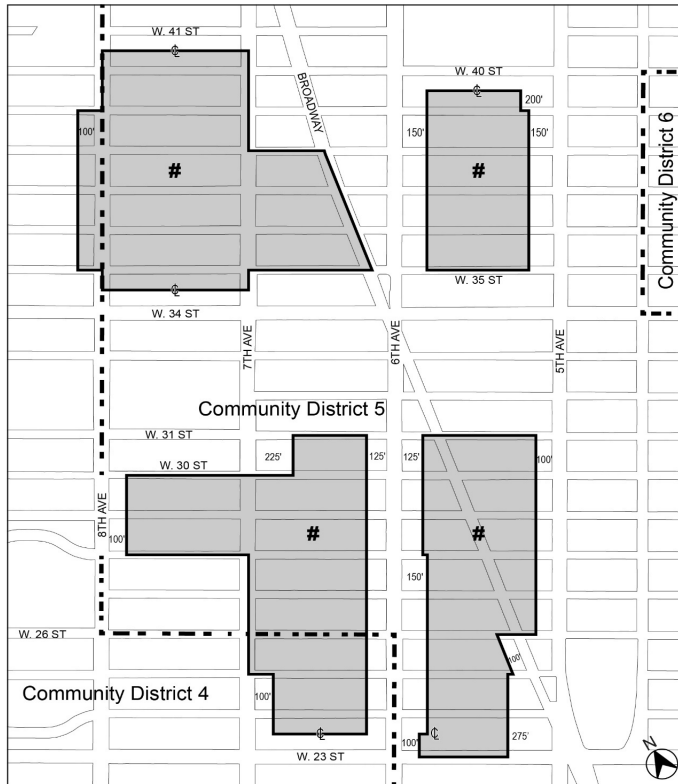 W. 41 ST
℄
BROADWAY
W. 40 ST
℄
200'
100'
150'
150'
#
#
Community District 6
W. 35 ST
℄
W. 34 ST
7TH AVE
6TH AVE
5TH AVE
Community District 5
W. 31 ST
W. 30 ST
225'
125'
125'
100'
8TH AVE
100'
#
#
150'
W. 26 ST
100'
Community District 4
100'
℄
100'
℄
275'
W. 23 ST
N